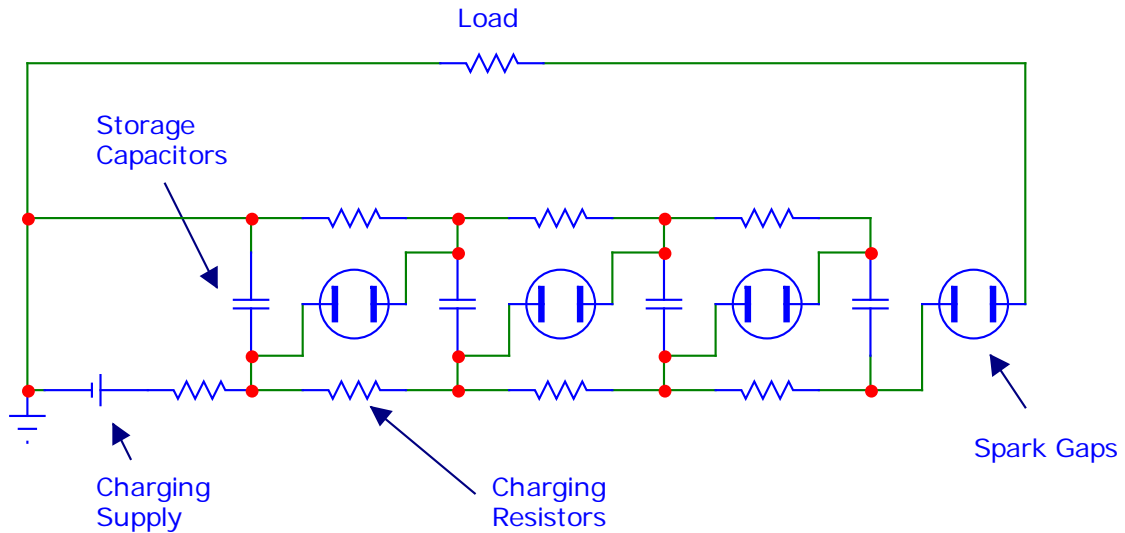 Load
Storage
Capacitors
Spark Gaps
Charging
Supply
Charging
Resistors